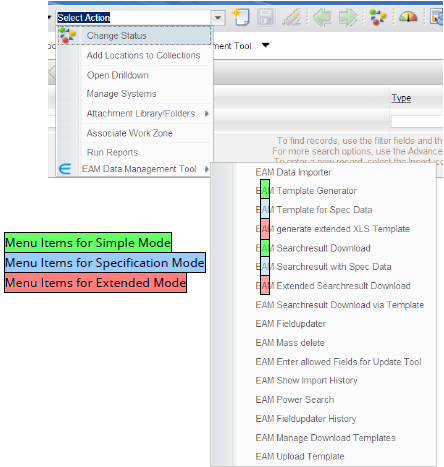 Select Action
Change Status
Add Locations to Collections
Open Drilldown
Manage Systems
Attachment Library/Folders
Associate Work Zone
Run Reports
EAM Data Management Tool
ment Tool
Type
To find records, use the filter fields and the
For more search options, use the Advance
To enter a new record, select the Insert ico
EAM Data Importer
EAM Template Generator
EAM Template for Spec Data
EAM generate extended XLS Template
EAM Searchresult Download
EAM Searchresult with Spec Data
EAM Extended Searchresult Download
EAM Searchresult Download via Template
EAM Fieldupdater
EAM Mass delete
EAM Enter allowed Fields for Update Tool
EAM Show Import History
EAM Power Search
EAM Fieldupdater History
EAM Manage Download Templates
EAM Upload Template
Menu Items for Simple Mode
Menu Items for Specification Mode
Menu Items for Extended Mode